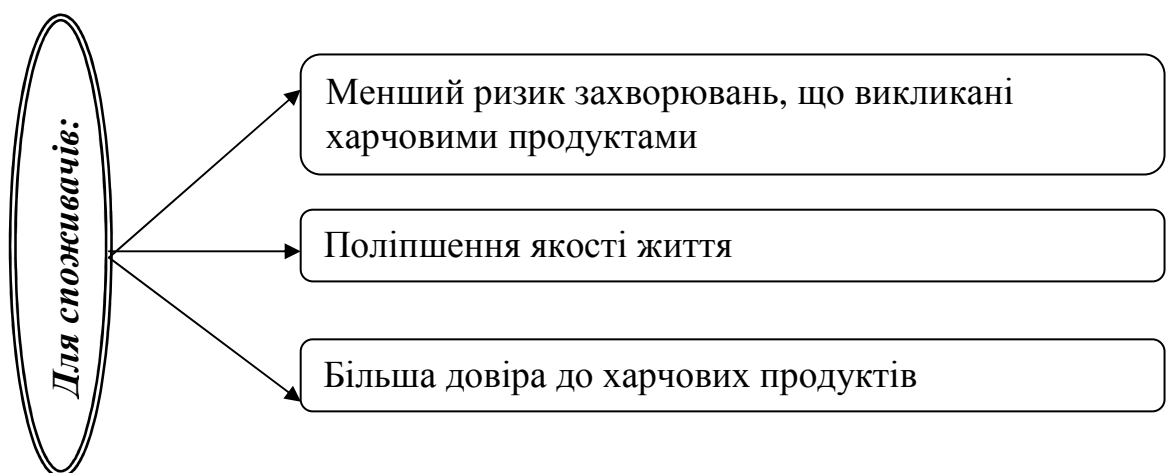 Для споживачів:
Менший ризик захворювань, що викликані
харчовими продуктами
Поліпшення якості життя
Більша довіра до харчових продуктів